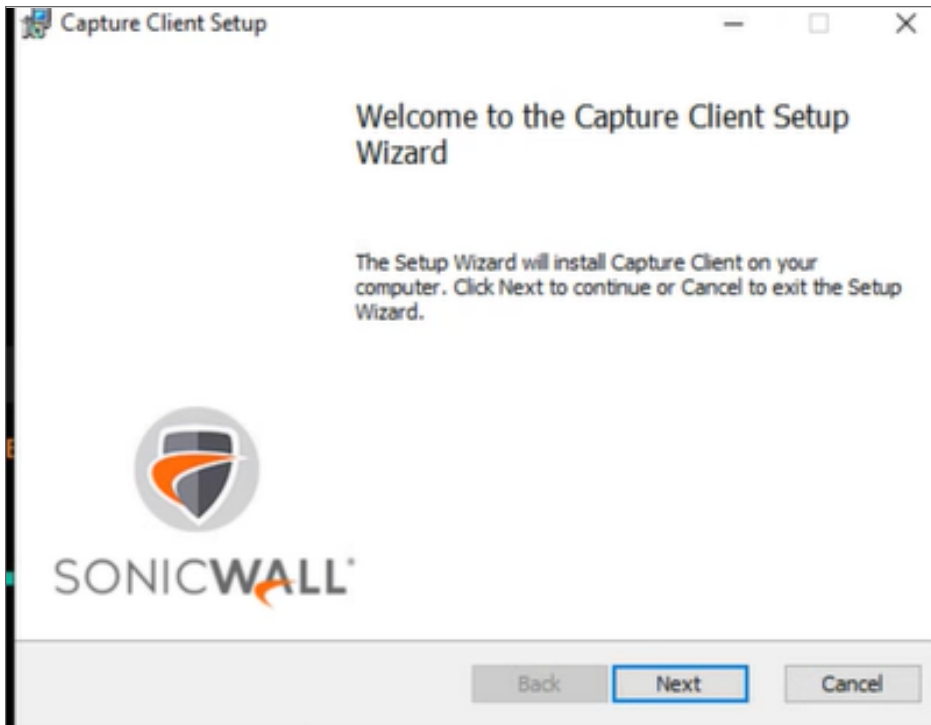 Capture Client Setup
Welcome to the Capture Client Setup
Wizard
The Setup Wizard will install Capture Client on your
computer. Click Next to continue or Cancel to exit the Setup
Wizard.
E
SONICWALL
Back
Next
Cancel